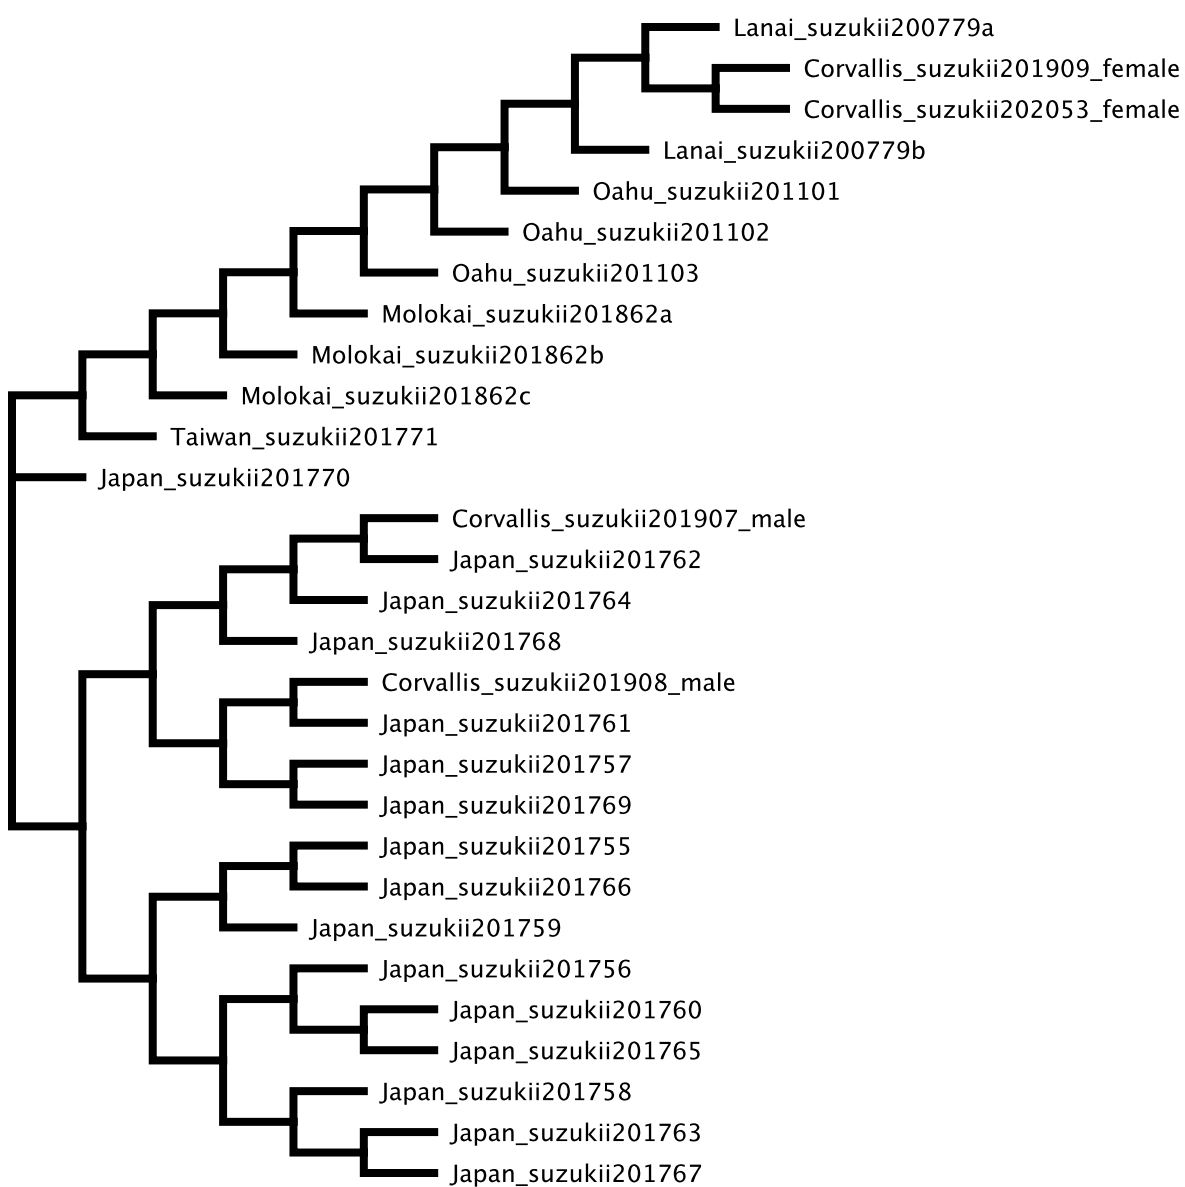 Lanai_suzukii200779a
Corvallis_suzukii201909_female
Corvallis_suzukii202053_female
Lanai_suzukii200779b
Oahu_suzukii201101
Oahu_suzukii201102
Oahu_suzukii201103
Molokai_suzukii201862a
Molokai_suzukii201862b
Molokai_suzukii201862c
Taiwan_suzukii201771
Japan_suzukii201770
Corvallis_suzukii201907_male
Japan_suzukii201762
Japan_suzukii201764
Japan_suzukii201768
Corvallis_suzukii201908_male
Japan_suzukii201761
Japan_suzukii201757
Japan_suzukii201769
Japan_suzukii201755
Japan_suzukii201766
Japan_suzukii201759
Japan_suzukii201756
Japan_suzukii201760
Japan_suzukii201765
Japan_suzukii201758
Japan_suzukii201763
Japan_suzukii201767